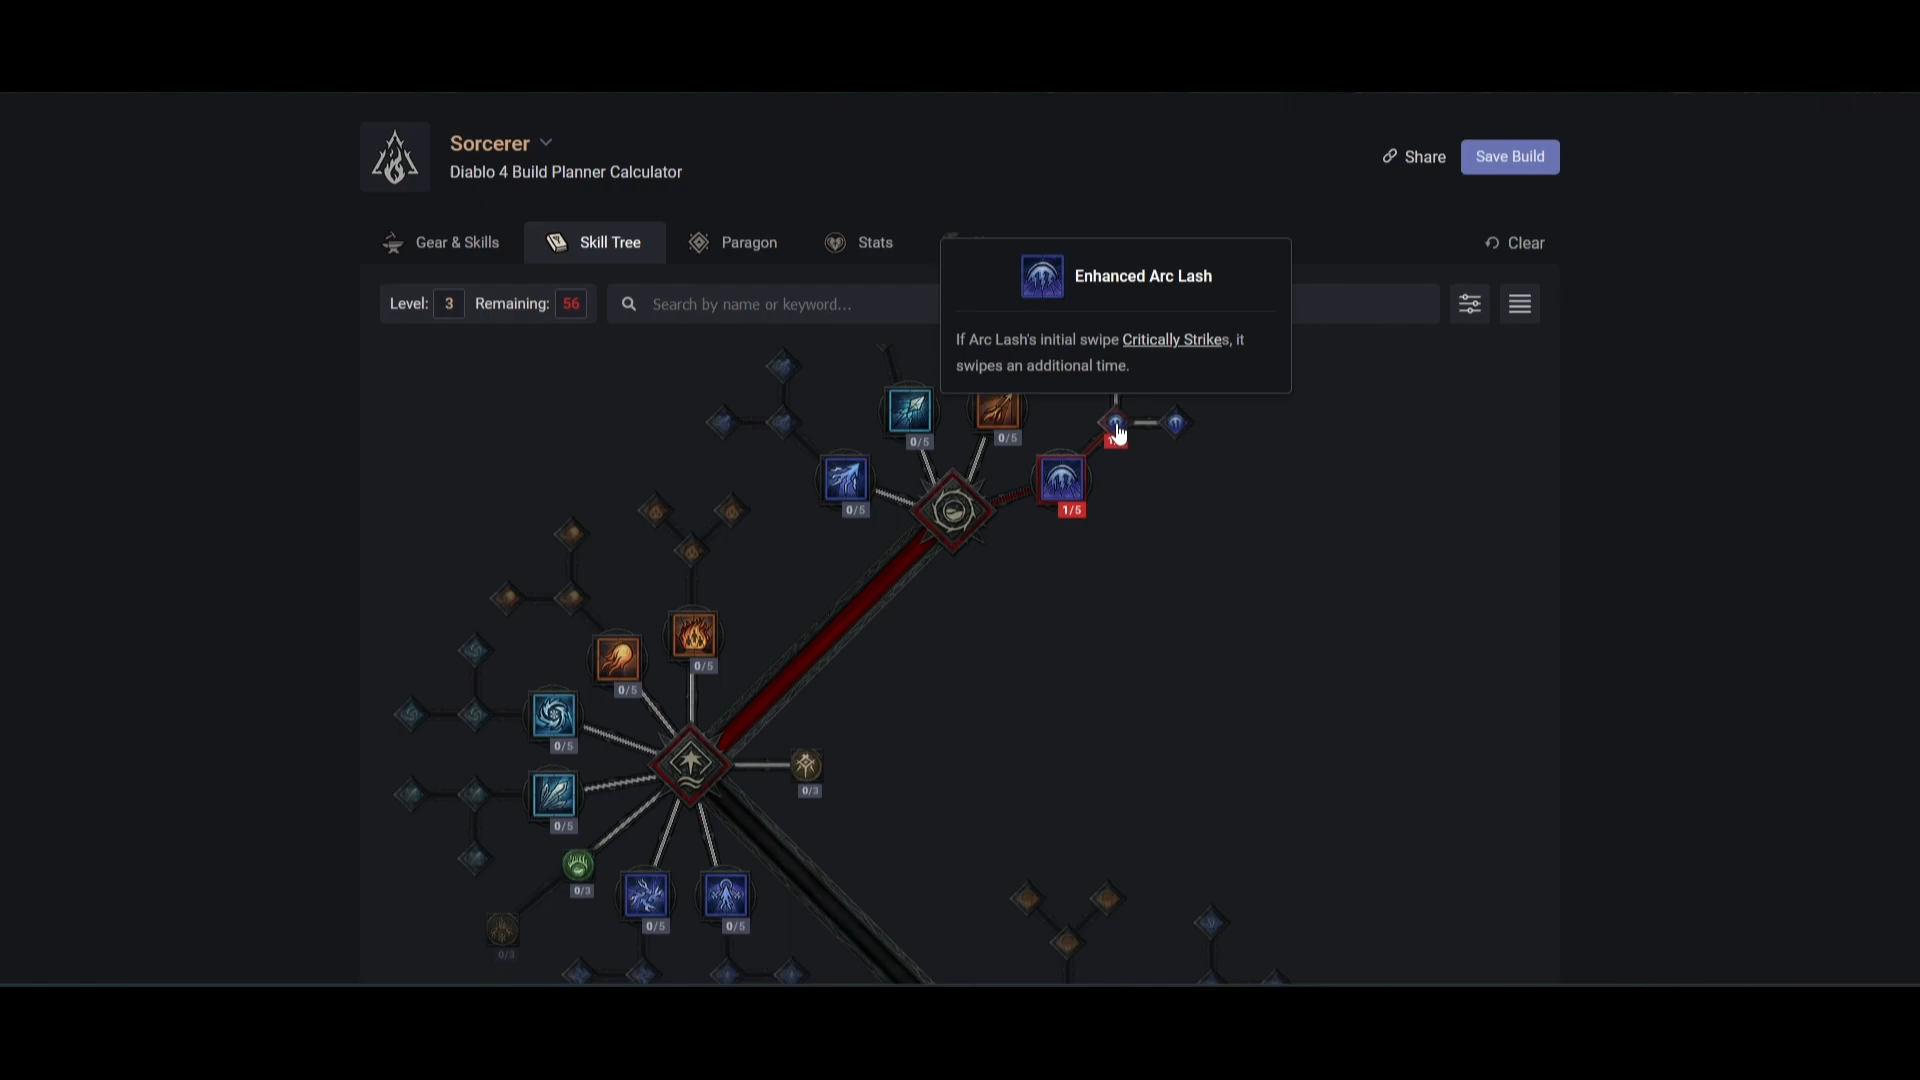 Sorcerer
Diablo 4 Build Planner Calculator
Share
Save Build
Gear & Skills
Skill Tree
Paragon
Stats
Clear
Level: 3 Remaining: 56
Search by name or keyword...
Enhanced Arc Lash
If Arc Lash's initial swipe Critically Strikes, it
swipes an additional time.
0/5
0/5
0/5
1/5
0/5
0/5
0/5
0/3
0/5
0/3
0/5
0/5
0/3